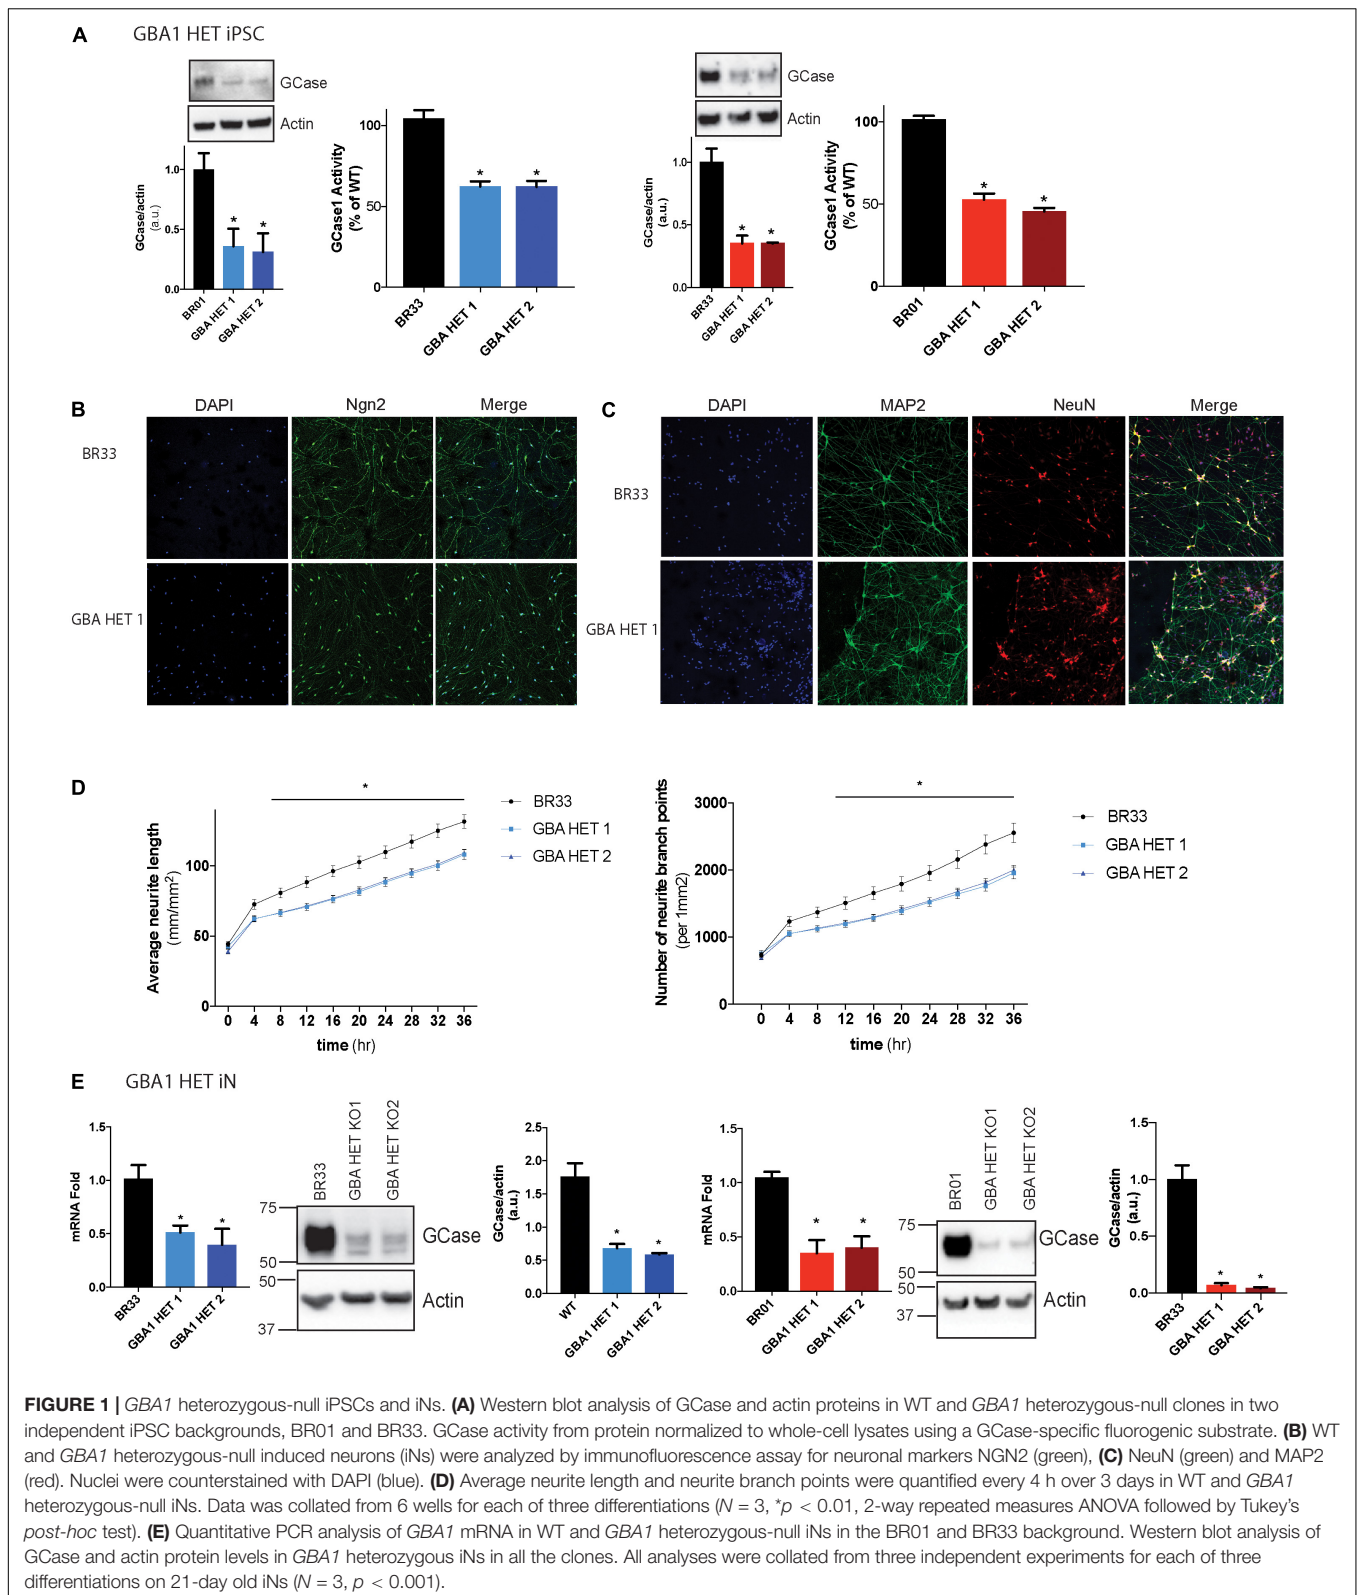 A GBA1 HET iPSC
GCase
Actin
GCase/actin
(a.u.)
1.0
0.5
0.0
BR01
GBA HET 1
GBA HET 2
* *
GCase1 Activity
(% of WT)
100
50
0
BR33
GBA HET 1
GBA HET 2
* *
GCase
Actin
GCase/actin
(a.u.)
1.0
0.5
0.0
BR33
GBA HET 1
GBA HET 2
* *
GCase1 Activity
(% of WT)
100
50
0
BR01
GBA HET 1
GBA HET 2
* *
B DAPI Ngn2 Merge
BR33
GBA HET 1
C DAPI MAP2 NeuN Merge
BR33
GBA HET 1
D
Average neurite length
(mm/mm²)
100
50
0
0 4 8 12 16 20 24 28 32 36
time (hr)
*
BR33
GBA HET 1
GBA HET 2
Number of neurite branch points
(per 1mm2)
3000
2000
1000
0
0 4 8 12 16 20 24 28 32 36
time (hr)
*
BR33
GBA HET 1
GBA HET 2
E GBA1 HET iN
mRNA Fold
1.5
1.0
0.5
0.0
BR33
GBA1 HET 1
GBA1 HET 2
* *
BR33
GBA HET KO1
GBA HET KO2
75
50
GCase
50
37
Actin
GCase/actin
(a.u.)
2.5
2.0
1.5
1.0
0.5
0.0
WT
GBA1 HET 1
GBA1 HET 2
* *
mRNA Fold
1.5
1.0
0.5
0.0
BR01
GBA1 HET 1
GBA1 HET 2
* *
BR01
GBA HET KO1
GBA HET KO2
75
50
GCase
50
37
Actin
GCase/actin
(a.u.)
1.5
1.0
0.5
0.0
BR33
GBA HET 1
GBA HET 2
* *
FIGURE 1 | GBA1 heterozygous-null iPSCs and iNs. (A) Western blot analysis of GCase and actin proteins in WT and GBA1 heterozygous-null clones in two
independent iPSC backgrounds, BR01 and BR33. GCase activity from protein normalized to whole-cell lysates using a GCase-specific fluorogenic substrate. (B) WT
and GBA1 heterozygous-null induced neurons (iNs) were analyzed by immunofluorescence assay for neuronal markers NGN2 (green), (C) NeuN (green) and MAP2
(red). Nuclei were counterstained with DAPI (blue). (D) Average neurite length and neurite branch points were quantified every 4 h over 3 days in WT and GBA1
heterozygous-null iNs. Data was collated from 6 wells for each of three differentiations (N = 3, *p < 0.01, 2-way repeated measures ANOVA followed by Tukey's
post-hoc test). (E) Quantitative PCR analysis of GBA1 mRNA in WT and GBA1 heterozygous-null iNs in the BR01 and BR33 background. Western blot analysis of
GCase and actin protein levels in GBA1 heterozygous iNs in all the clones. All analyses were collated from three independent experiments for each of three
differentiations on 21-day old iNs (N = 3, p < 0.001).